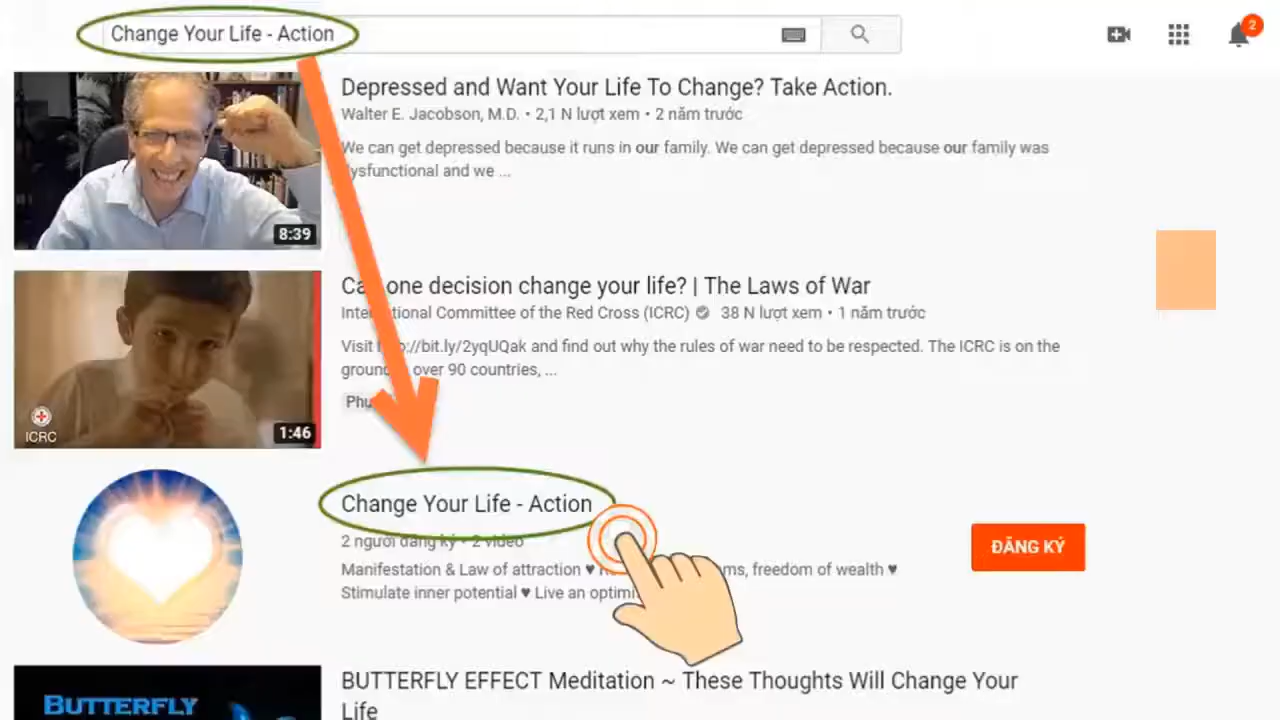 Change Your Life - Action
2
Depressed and Want Your Life To Change? Take Action.
Walter E. Jacobson, M.D. • 2,1 N lượt xem • 2 năm trước
We can get depressed because it runs in our family. We can get depressed because our family was
dysfunctional and we ...
8:39
one decision change your life? | The Laws of War
International Committee of the Red Cross (ICRC) 38 N lượt xem • 1 năm trước
Visit http://bit.ly/2yqUQak and find out why the rules of war need to be respected. The ICRC is on the
over 90 countries, ...
ICRC
1:46
Change Your Life - Action
2 người đăng ký • 2 video
Manifestation & Law of attraction ♥ freedom of wealth ♥
Stimulate inner potential ♥ Live an
ĐĂNG KÝ
BUTTERFLY EFFECT Meditation ~ These Thoughts Will Change Your
Life
BUTTERFLY